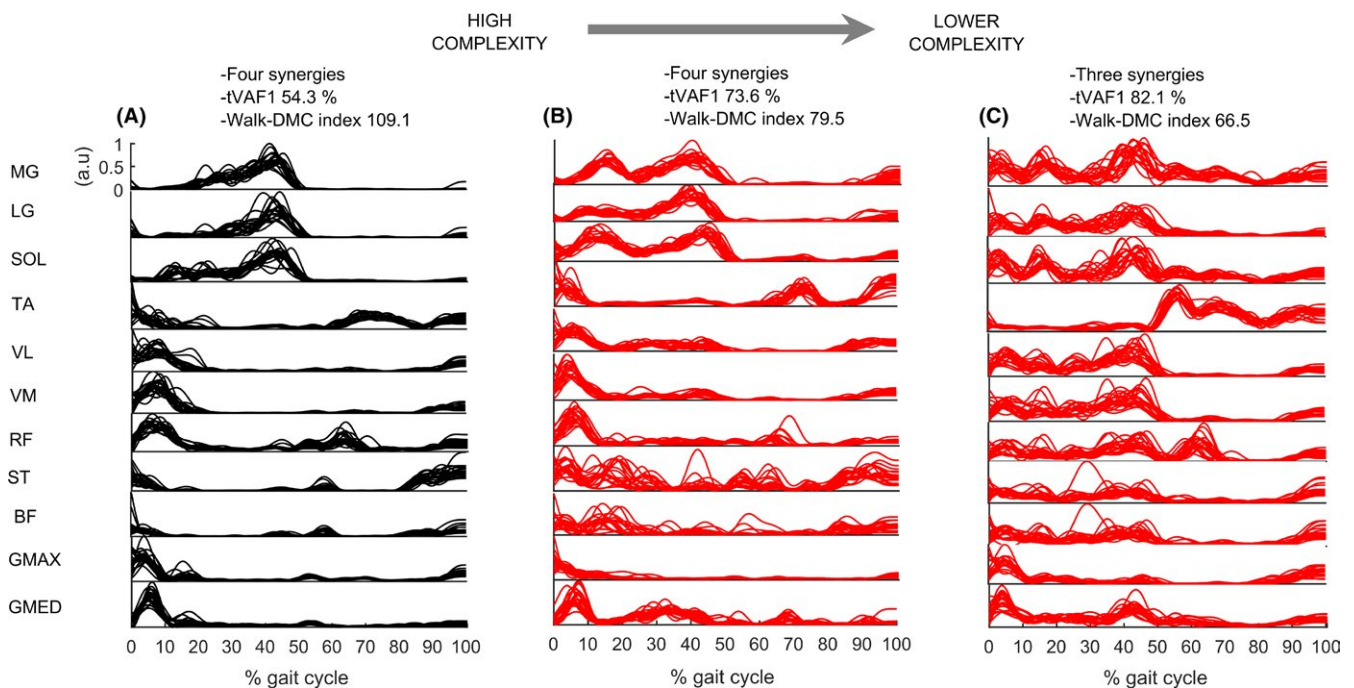 HIGH
COMPLEXITY
LOWER
COMPLEXITY
-Four synergies
-tVAF1 54.3 %
-Walk-DMC index 109.1
-Four synergies
-tVAF1 73.6 %
-Walk-DMC index 79.5
-Three synergies
-tVAF1 82.1 %
-Walk-DMC index 66.5
(A)
(B)
(C)
(a.u)
1
0.5
0
MG
LG
SOL
TA
VL
VM
RF
ST
BF
GMAX
GMED
0 10 20 30 40 50 60 70 80 90 100
% gait cycle
0 10 20 30 40 50 60 70 80 90 100
% gait cycle
0 10 20 30 40 50 60 70 80 90 100
% gait cycle